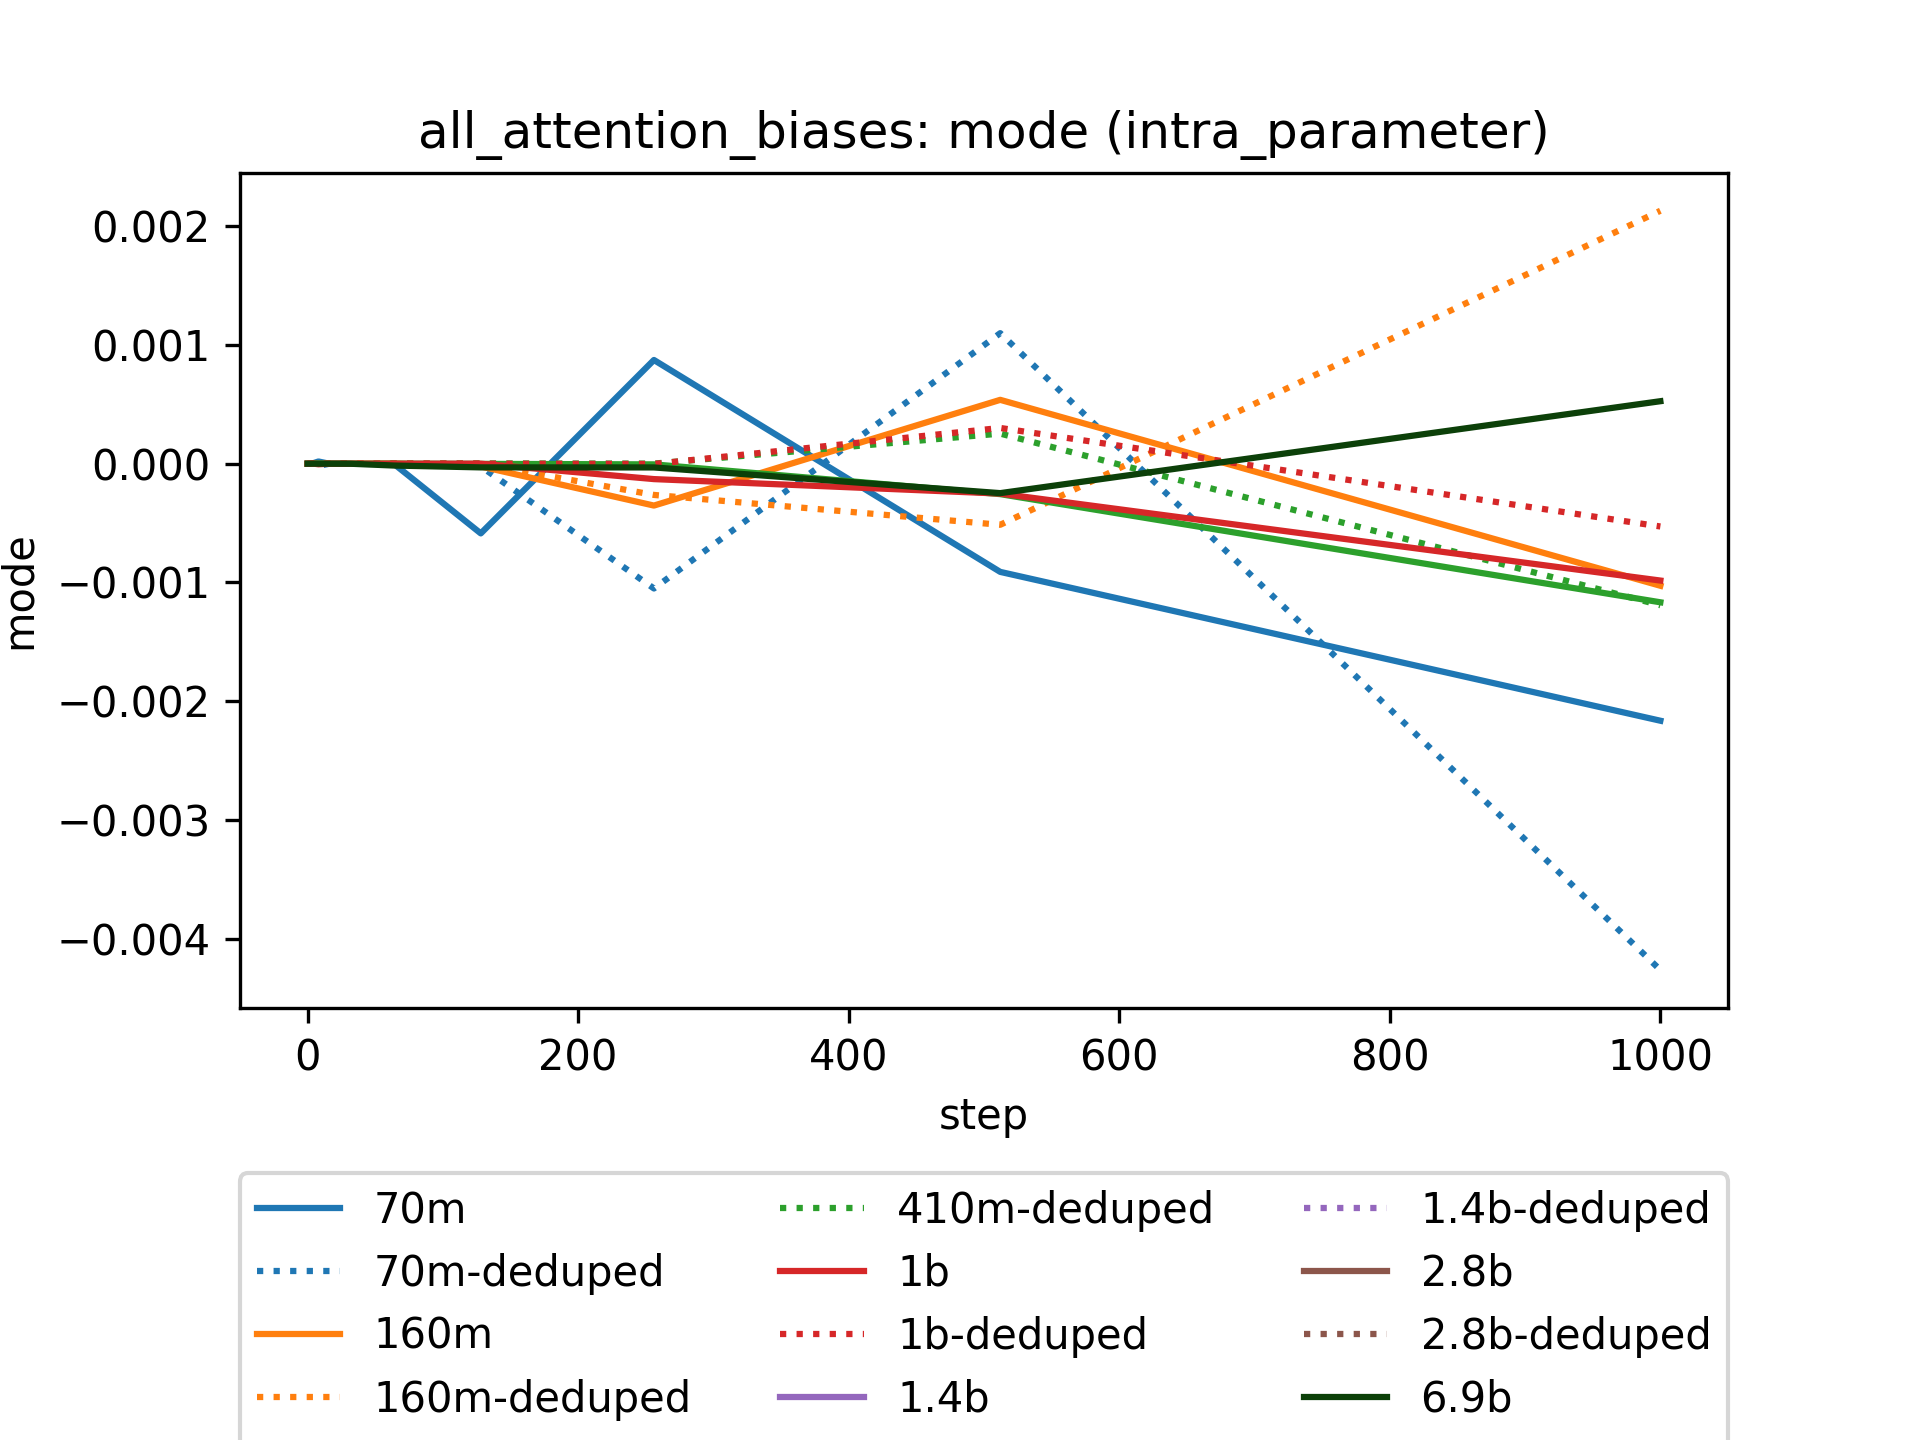 all_attention_biases: mode (intra_parameter)
0.002
0.001
0.000
−0.001
−0.002
−0.003
−0.004
mode
0 200 400 600 800 1000
step
70m 410m-deduped 1.4b-deduped
70m-deduped 1b 2.8b
160m 1b-deduped 2.8b-deduped
160m-deduped 1.4b 6.9b